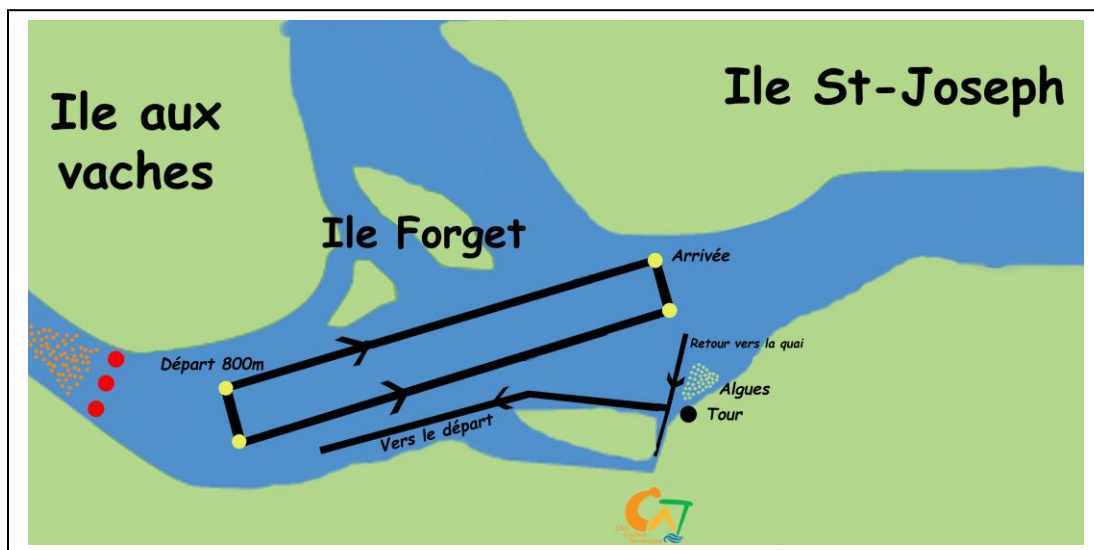 Ile aux
vaches
Ile St-Joseph
Ile Forget
Arrivée
Départ 800m
Retour vers la quai
Algues
Tour
Vers le départ